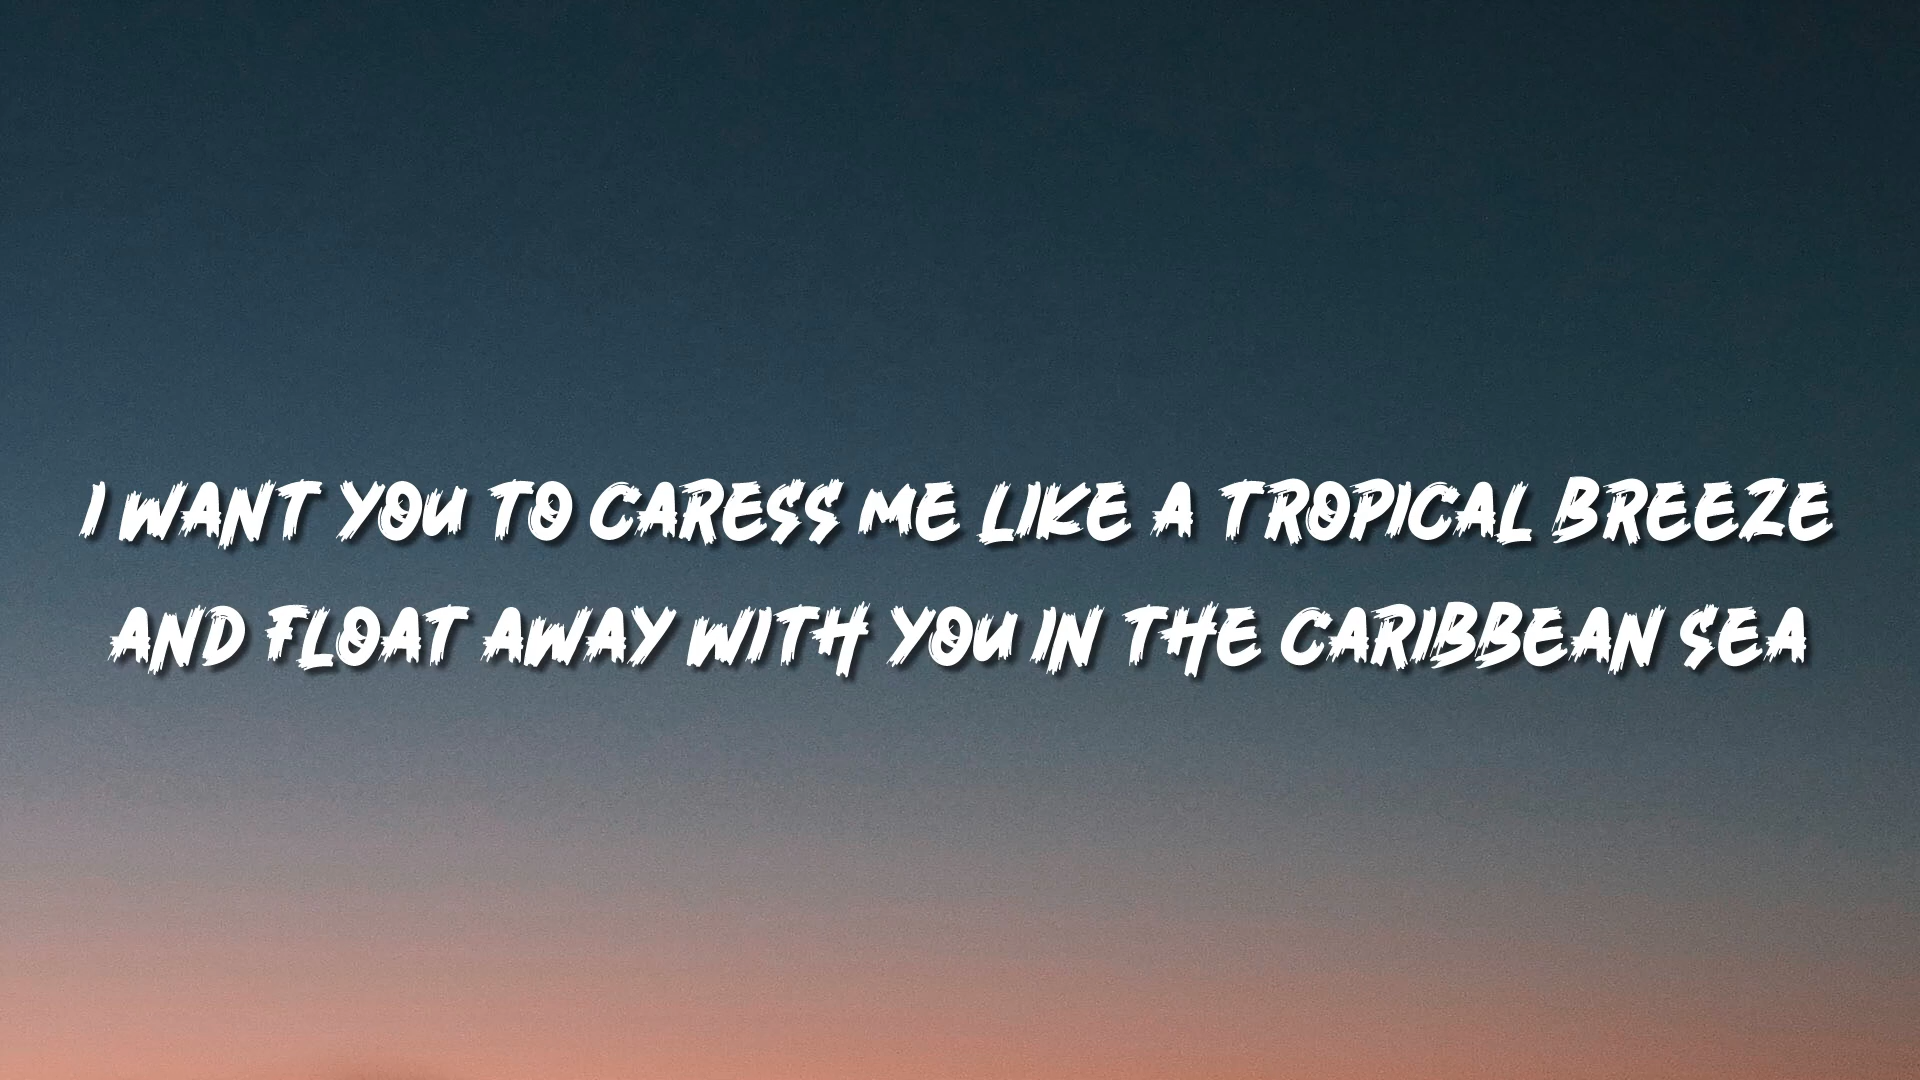 I WANT YOU TO CARESS ME LIKE A TROPICAL BREEZE
AND FLOAT AWAY WITH YOU IN THE CARIBBEAN SEA